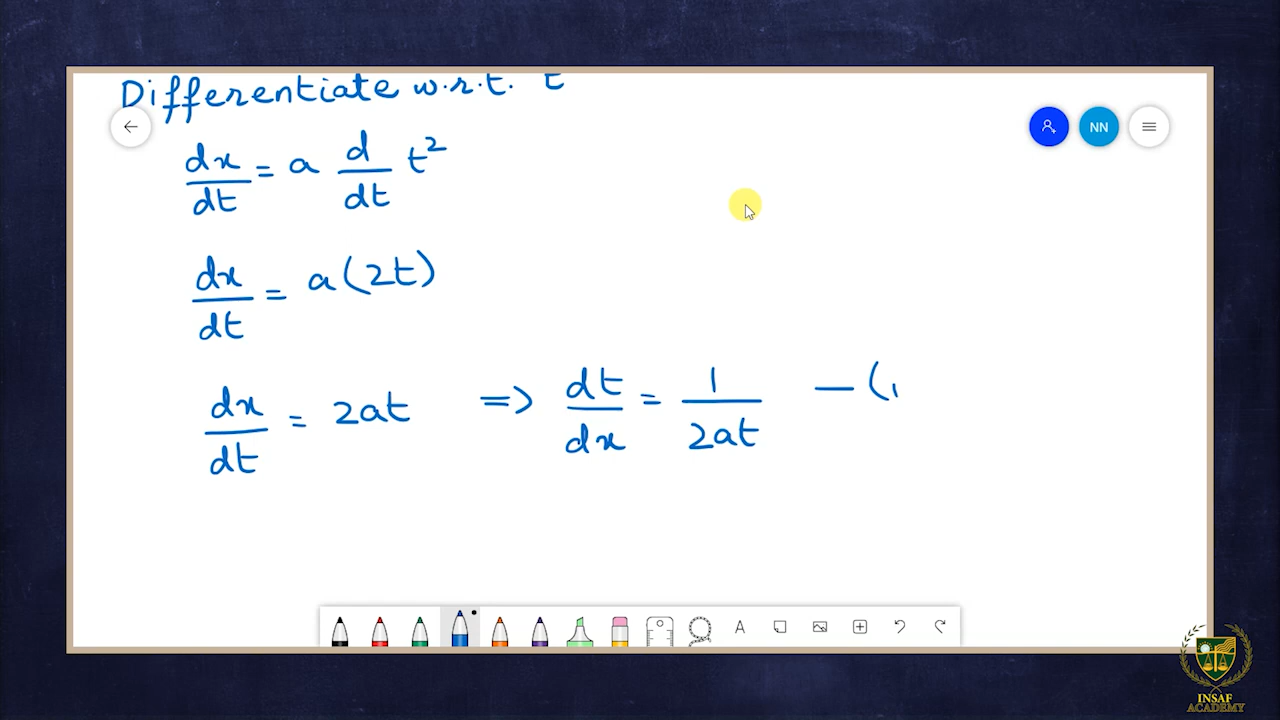 Differentiate w.r.t. t
dx/dt = a d/dt t²
dx/dt = a(2t)
dx/dt = 2at => dt/dx = 1/2at — (1
NN
A
INSAF
ACADEMY